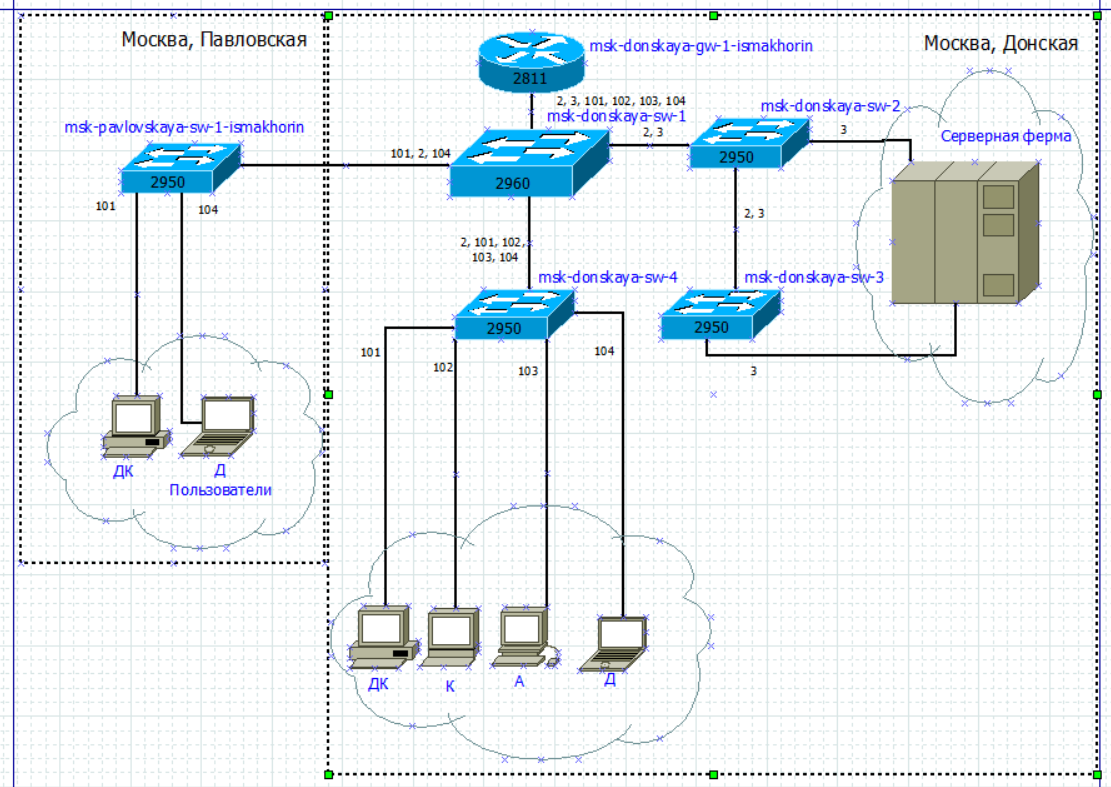 Москва, Павловская
Москва, Донская
msk-donskaya-gw-1-ismakhorin
2811
2, 3, 101, 102, 103, 104
msk-donskaya-sw-1
msk-donskaya-sw-2
msk-pavlovskaya-sw-1-ismakhorin
2, 3
3
Серверная ферма
101, 2, 104
2950
2960
2950
101
104
2, 3
2, 101, 102,
103, 104
msk-donskaya-sw-4
msk-donskaya-sw-3
2950
2950
101
102
103
104
3
ДК
Д
Пользователи
ДК
К
А
Д